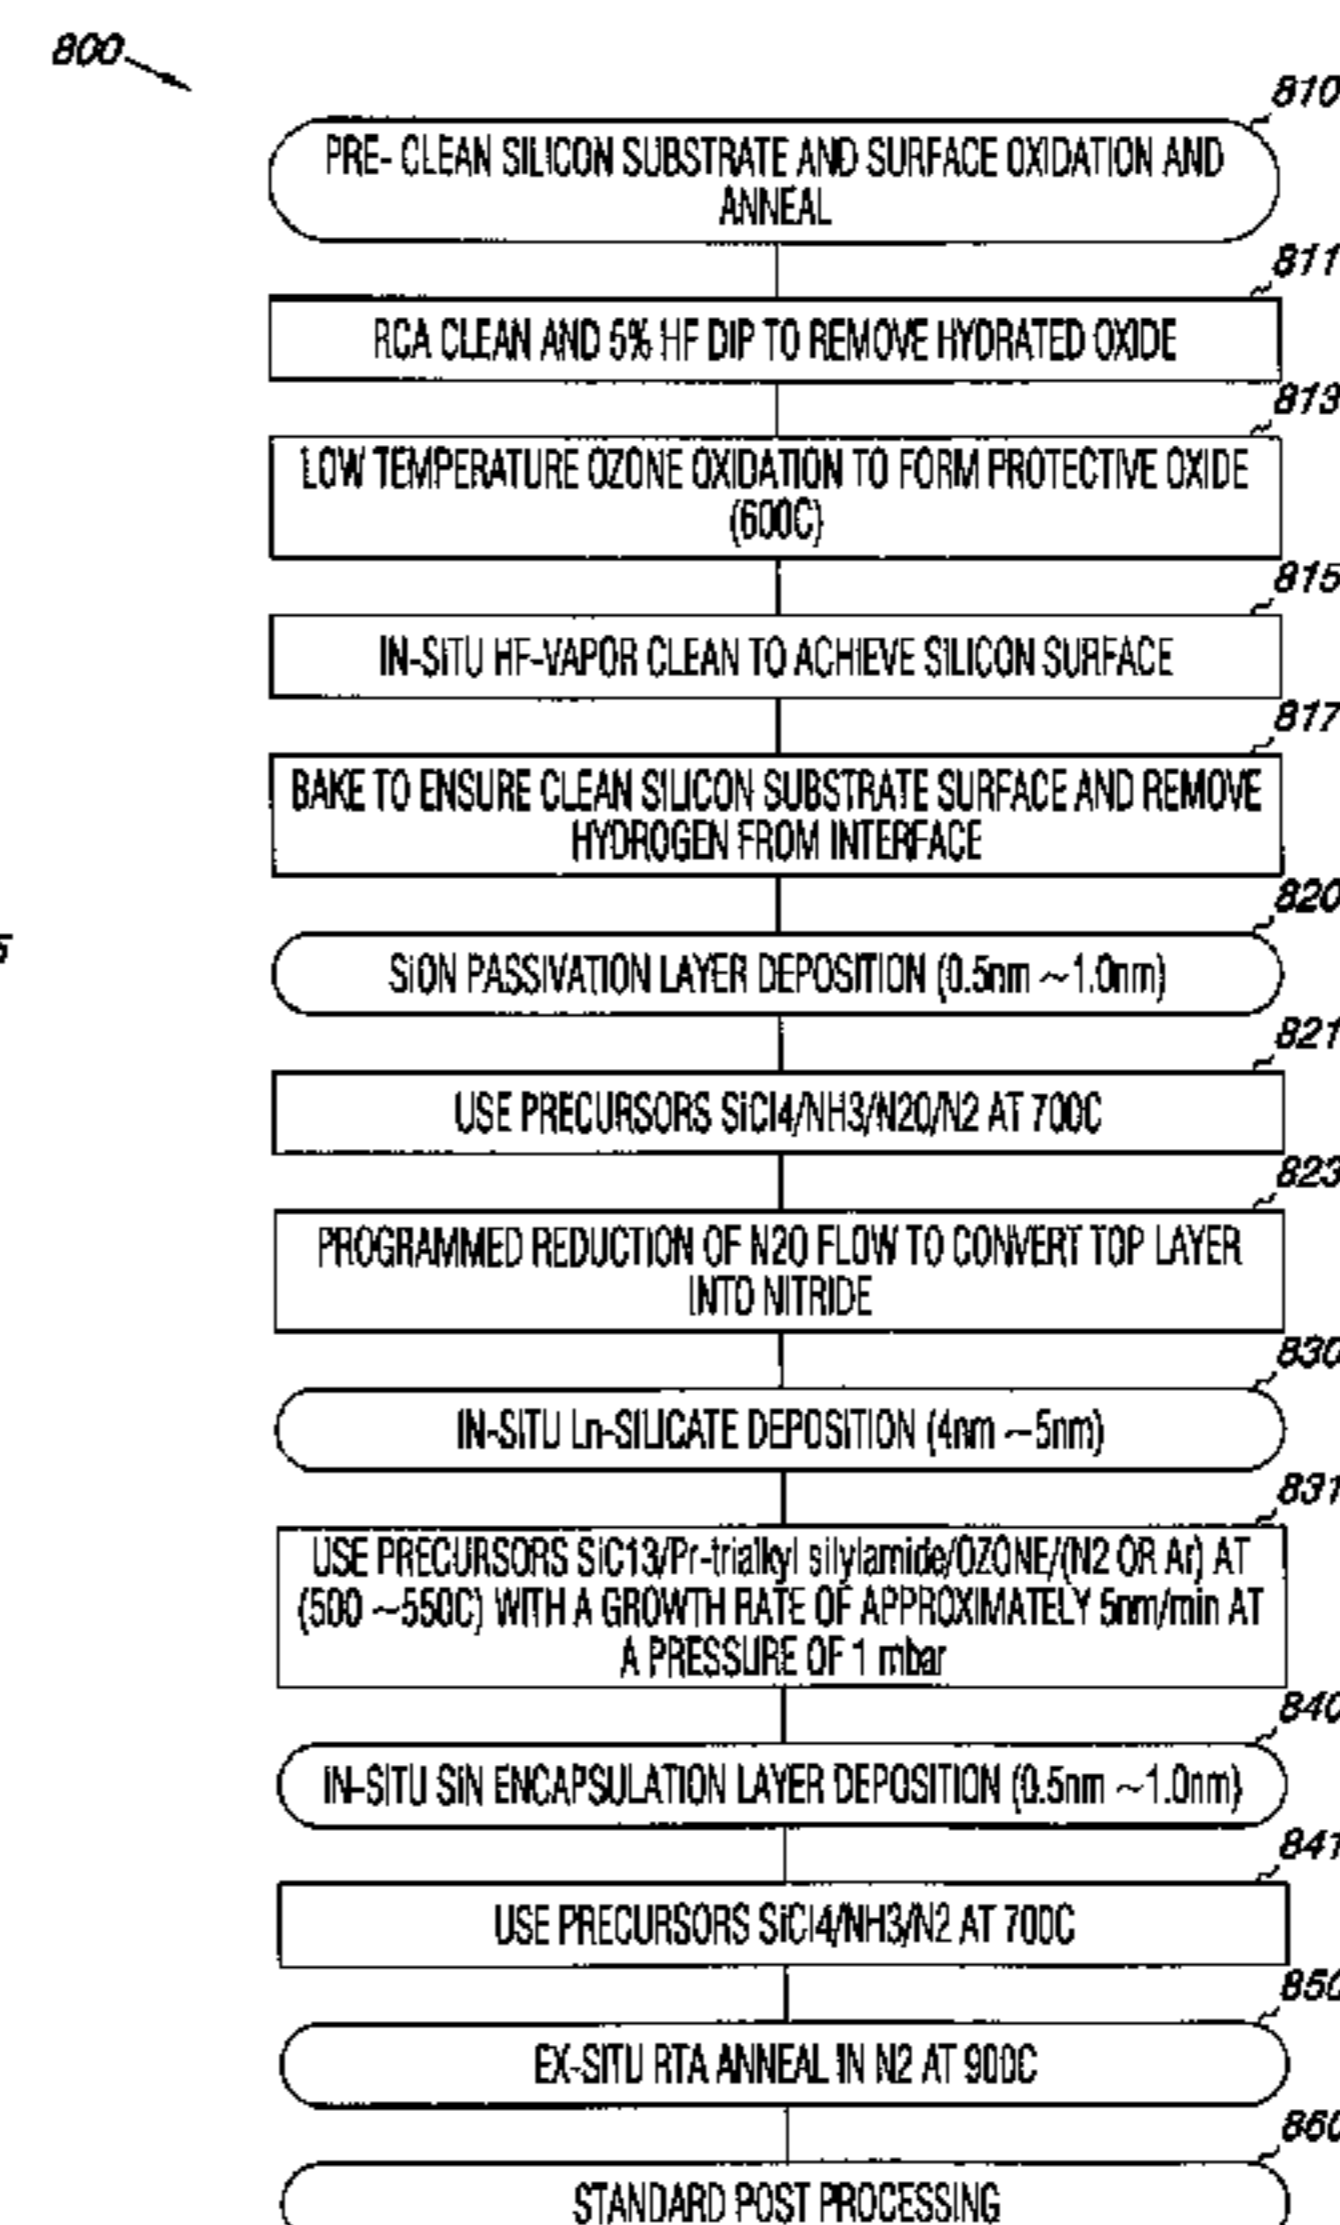 800
810
PRE- CLEAN SILICON SUBSTRATE AND SURFACE OXIDATION AND
ANNEAL
811
RCA CLEAN AND 5% HF DIP TO REMOVE HYDRATED OXIDE
813
LOW TEMPERATURE OZONE OXIDATION TO FORM PROTECTIVE OXIDE
(600C)
815
IN-SITU HF-VAPOR CLEAN TO ACHIEVE SILICON SURFACE
817
BAKE TO ENSURE CLEAN SILICON SUBSTRATE SURFACE AND REMOVE
HYDROGEN FROM INTERFACE
820
SiON PASSIVATION LAYER DEPOSITION (0.5nm ~1.0nm)
821
USE PRECURSORS SiCl4/NH3/N2O/N2 AT 700C
823
PROGRAMMED REDUCTION OF N2O FLOW TO CONVERT TOP LAYER
INTO NITRIDE
830
IN-SITU Ln-SILICATE DEPOSITION (4nm ~5nm)
831
USE PRECURSORS SiC13/Pr-trialkyl silylamide/OZONE/(N2 OR Ar) AT
(500 ~550C) WITH A GROWTH RATE OF APPROXIMATELY 5nm/min AT
A PRESSURE OF 1 mbar
840
IN-SITU SiN ENCAPSULATION LAYER DEPOSITION (0.5nm ~1.0nm)
841
USE PRECURSORS SiCl4/NH3/N2 AT 700C
850
EX-SITU RTA ANNEAL IN N2 AT 900C
860
STANDARD POST PROCESSING